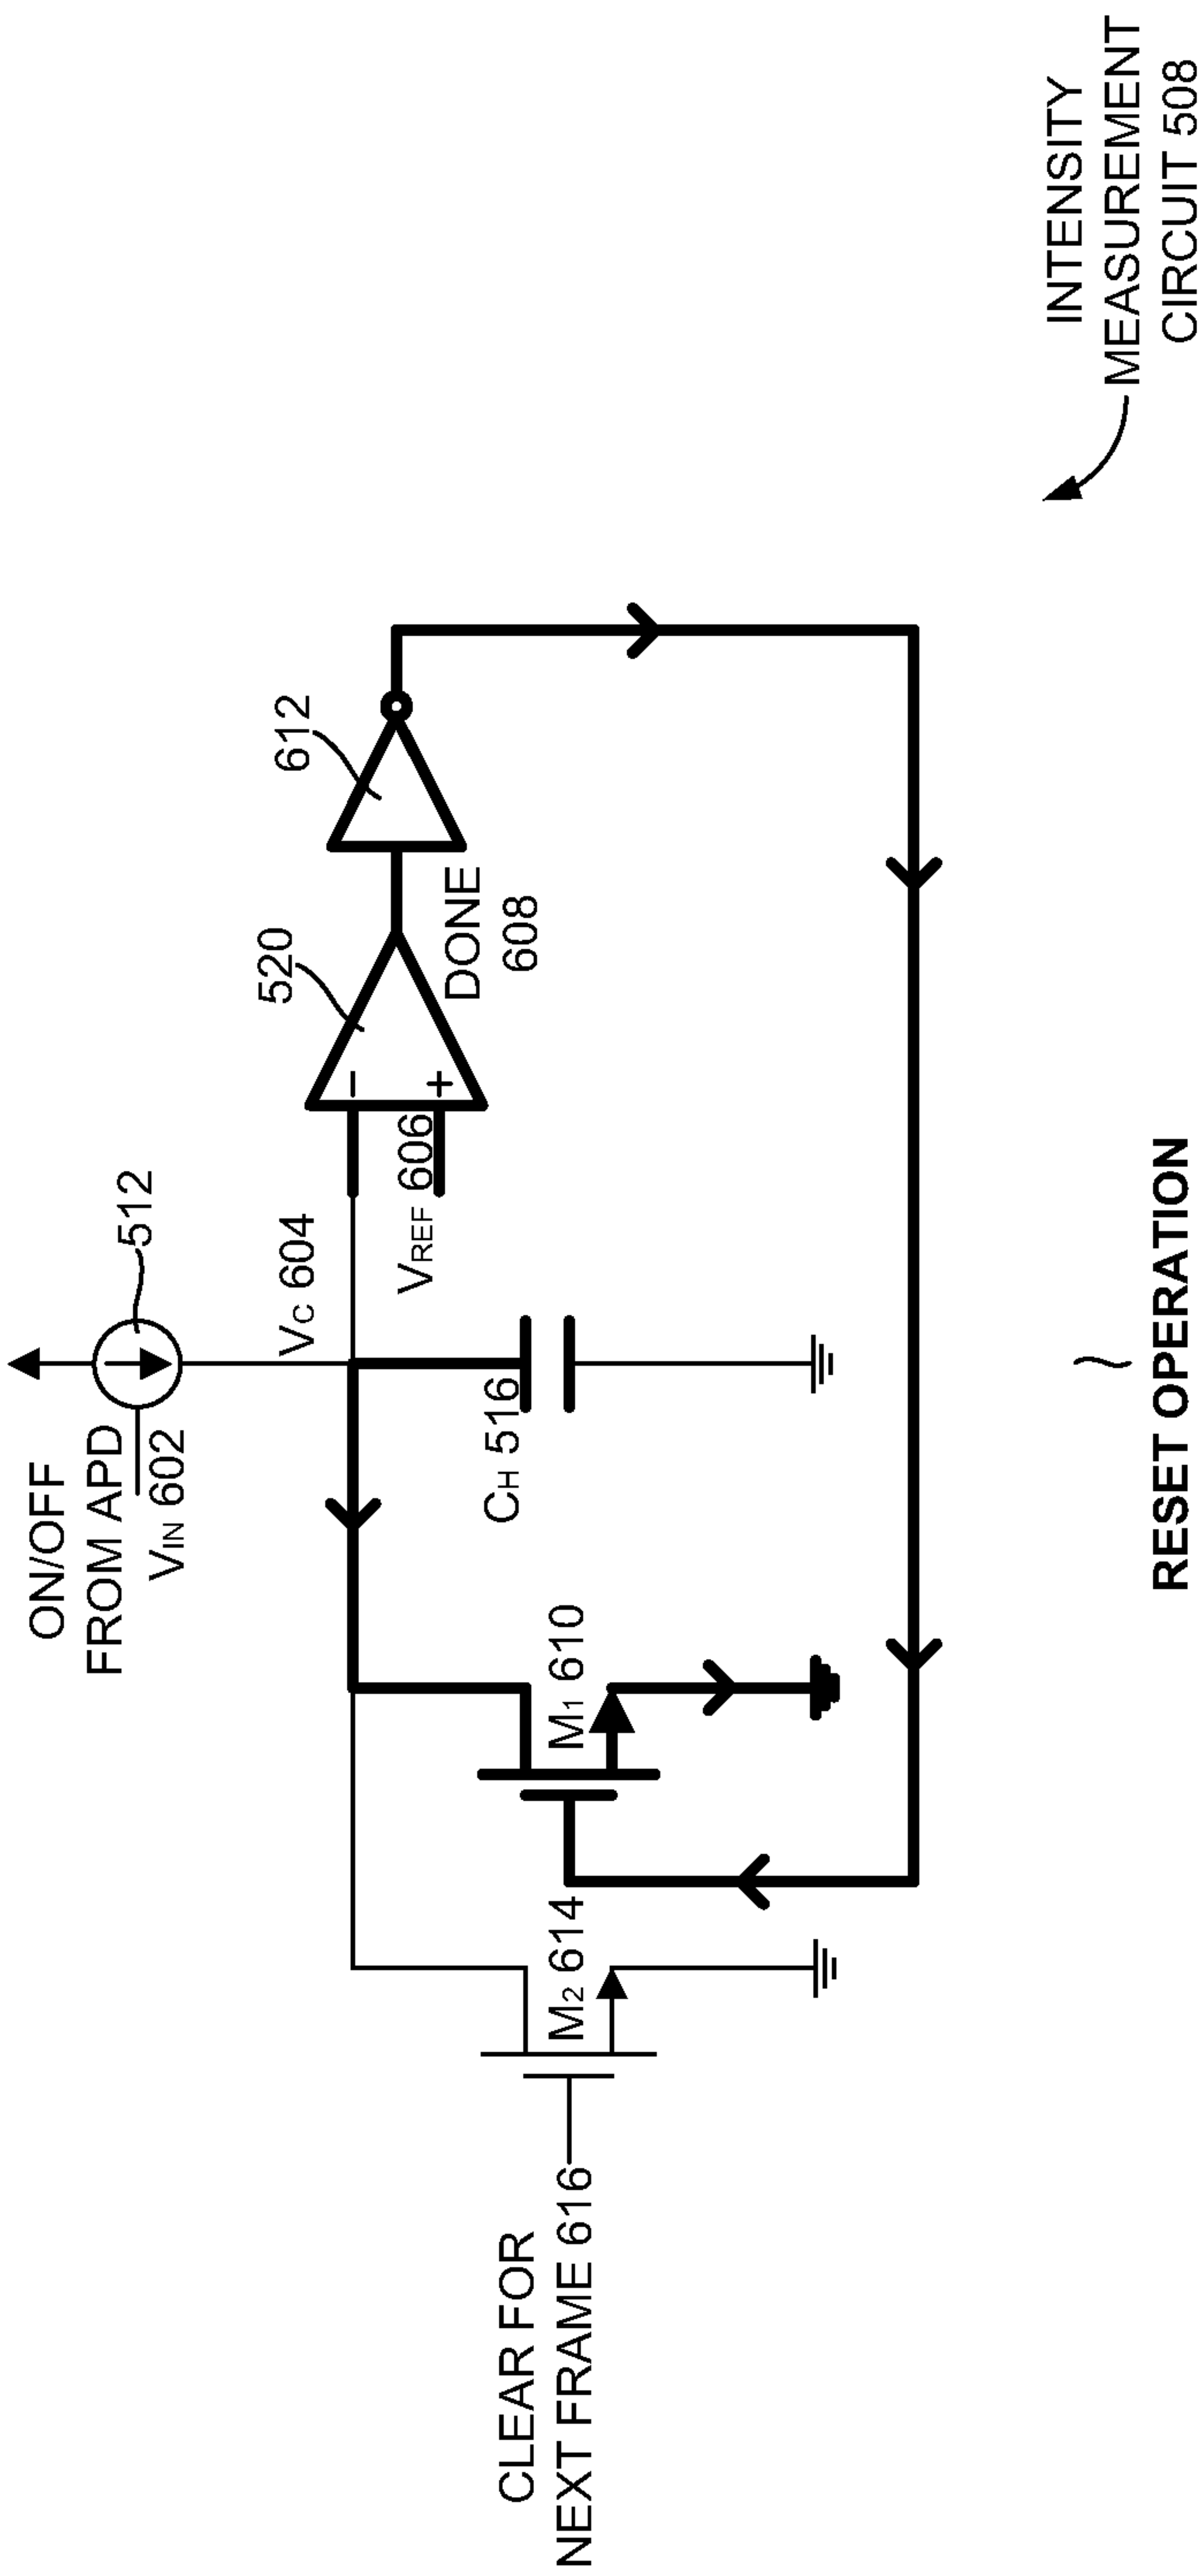 ON/OFF
FROM APD
VIN 602
512
VC 604
520
612
VREF 606
−
+
DONE
608
CH 516
M1 610
M2 614
CLEAR FOR
NEXT FRAME 616
INTENSITY
MEASUREMENT
CIRCUIT 508
RESET OPERATION